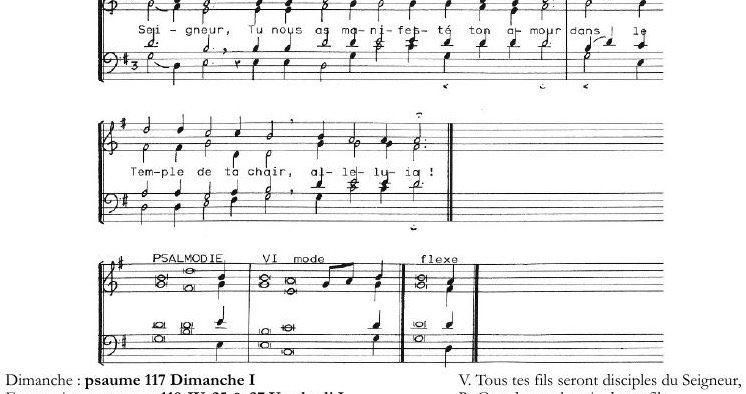 Sei - gneur, Tu nous as ma-ni-fes-té ton a-mour dans le
3
Tem-ple de ta chair, al-le-lu-ia !
PSALMODIE VI mode flexe
Dimanche : psaume 117 Dimanche I
V. Tous tes fils seront disciples du Seigneur,